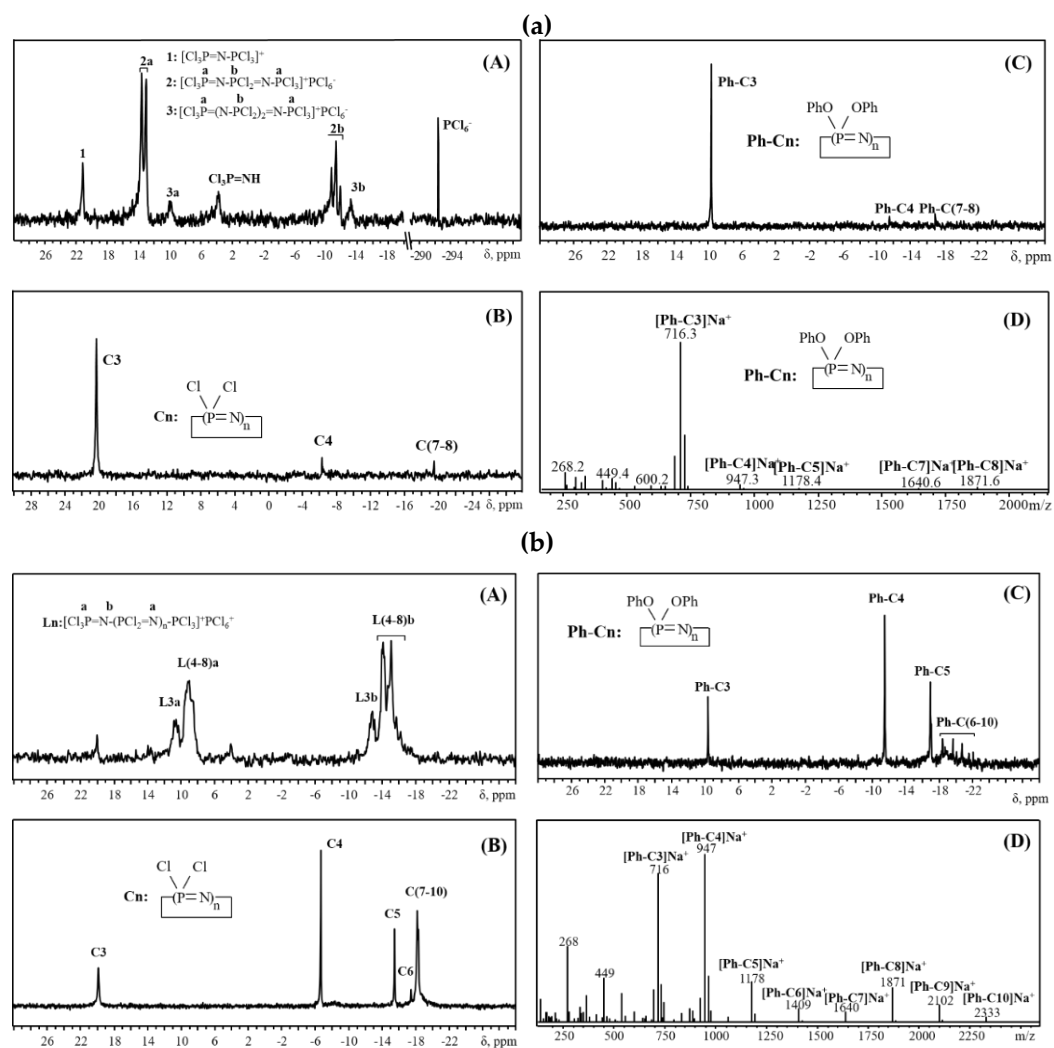 (a)
(A)
1: [Cl₃P=N-PCl₃]⁺
a b a
2: [Cl₃P=N-PCl₂=N-PCl₃]⁺PCl₆⁻
a b a
3: [Cl₃P=(N-PCl₂)₂=N-PCl₃]⁺PCl₆⁻
2a
1
3a
Cl₃P=NH
2b
3b
PCl₆⁻
26 22 18 14 10 6 2 -2 -6 -10 -14 -18 -290 -294
δ, ppm
(C)
Ph-C3
PhO OPh
Ph-Cn: (P=N)n
Ph-C4 Ph-C(7-8)
26 22 18 14 10 6 2 -2 -6 -10 -14 -18 -22
δ, ppm
(B)
C3
Cl Cl
Cn: (P=N)n
C4
C(7-8)
28 24 20 16 12 8 4 0 -4 -8 -12 -16 -20 -24
δ, ppm
(D)
[Ph-C3]Na⁺
716.3
PhO OPh
Ph-Cn: (P=N)n
268.2
449.4
600.2
[Ph-C4]Na⁺
947.3
[Ph-C5]Na⁺
1178.4
[Ph-C7]Na⁺
1640.6
[Ph-C8]Na⁺
1871.6
250 500 750 1000 1250 1500 1750 2000 m/z
(b)
(A)
a b a
Ln:[Cl₃P=N-(PCl₂=N)n-PCl₃]⁺PCl₆⁺
L(4-8)a
L3a
L(4-8)b
L3b
26 22 18 14 10 6 2 -2 -6 -10 -14 -18 -22
δ, ppm
(C)
PhO OPh
Ph-Cn: (P=N)n
Ph-C3
Ph-C4
Ph-C5
Ph-C(6-10)
26 22 18 14 10 6 2 -2 -6 -10 -14 -18 -22
δ, ppm
(B)
Cl Cl
Cn: (P=N)n
C3
C4
C5
C6
C(7-10)
26 22 18 14 10 6 2 -2 -6 -10 -14 -18 -22
δ, ppm
(D)
268
449
[Ph-C3]Na⁺
716
[Ph-C4]Na⁺
947
[Ph-C5]Na⁺
1178
[Ph-C6]Na⁺
1409
[Ph-C7]Na⁺
1640
[Ph-C8]Na⁺
1871
[Ph-C9]Na⁺
2102
[Ph-C10]Na⁺
2333
250 500 750 1000 1250 1500 1750 2000 2250 m/z